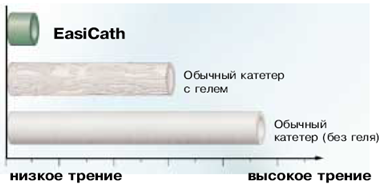 EasiCath
Обычный катетер
с гелем
Обычный
катетер (без геля)
низкое трение высокое трение